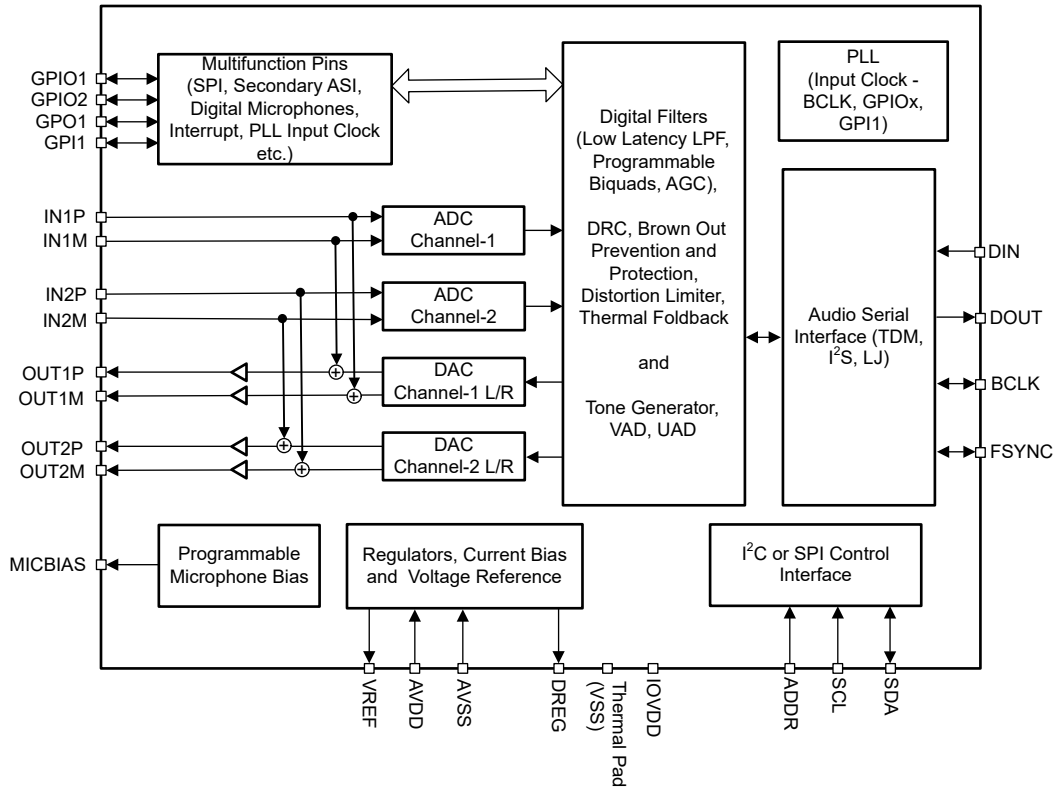 GPIO1
GPIO2
GPO1
GPI1
Multifunction Pins
(SPI, Secondary ASI,
Digital Microphones,
Interrupt, PLL Input Clock
etc.)
Digital Filters
(Low Latency LPF,
Programmable
Biquads, AGC),
DRC, Brown Out
Prevention and
Protection,
Distortion Limiter,
Thermal Foldback
and
Tone Generator,
VAD, UAD
PLL
(Input Clock -
BCLK, GPIOx,
GPI1)
IN1P
IN1M
ADC
Channel-1
IN2P
IN2M
ADC
Channel-2
OUT1P
OUT1M
DAC
Channel-1 L/R
OUT2P
OUT2M
DAC
Channel-2 L/R
Audio Serial
Interface (TDM,
I²S, LJ)
DIN
DOUT
BCLK
FSYNC
MICBIAS
Programmable
Microphone Bias
Regulators, Current Bias
and Voltage Reference
I²C or SPI Control
Interface
VREF
AVDD
AVSS
DREG
Thermal Pad
(VSS)
IOVDD
ADDR
SCL
SDA